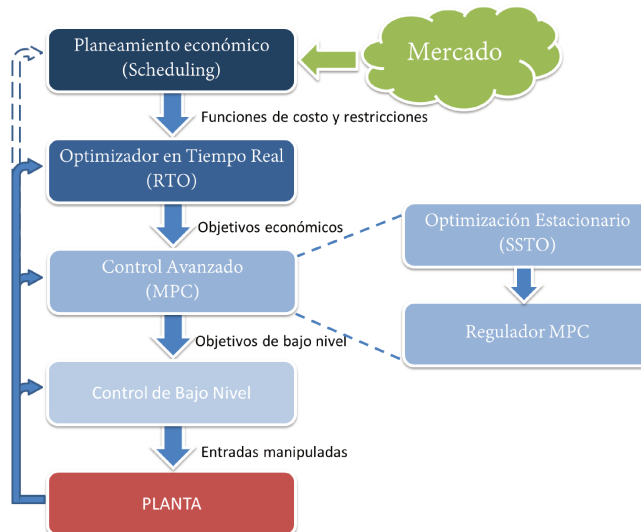 Planeamiento económico
(Scheduling)
Mercado
Funciones de costo y restricciones
Optimizador en Tiempo Real
(RTO)
Objetivos económicos
Optimización Estacionario
(SSTO)
Control Avanzado
(MPC)
Regulador MPC
Objetivos de bajo nivel
Control de Bajo Nivel
Entradas manipuladas
PLANTA